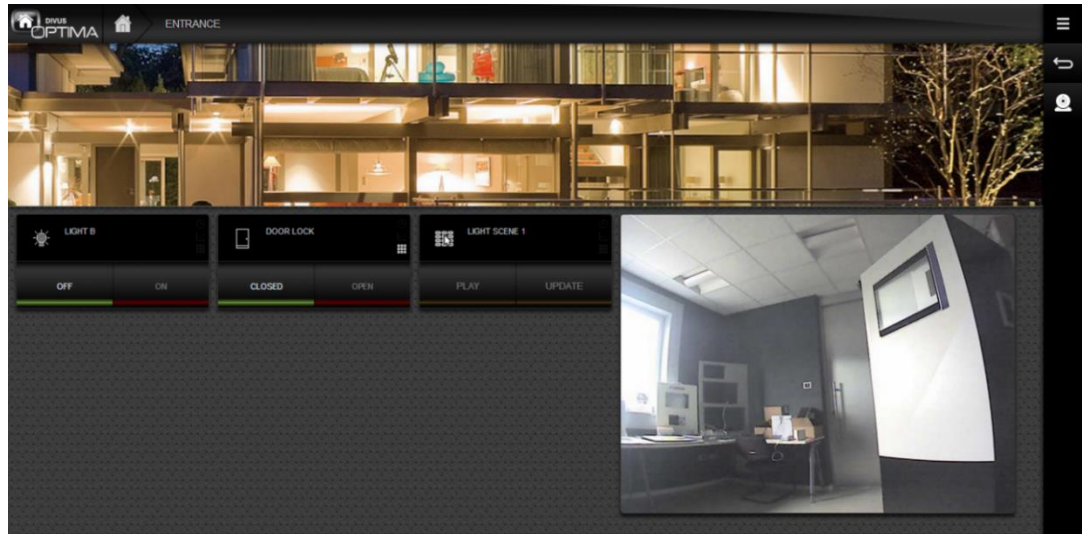 DIVUS
OPTIMA
ENTRANCE
LIGHT B
DOOR LOCK
LIGHT SCENE 1
OFF
ON
CLOSED
OPEN
PLAY
UPDATE